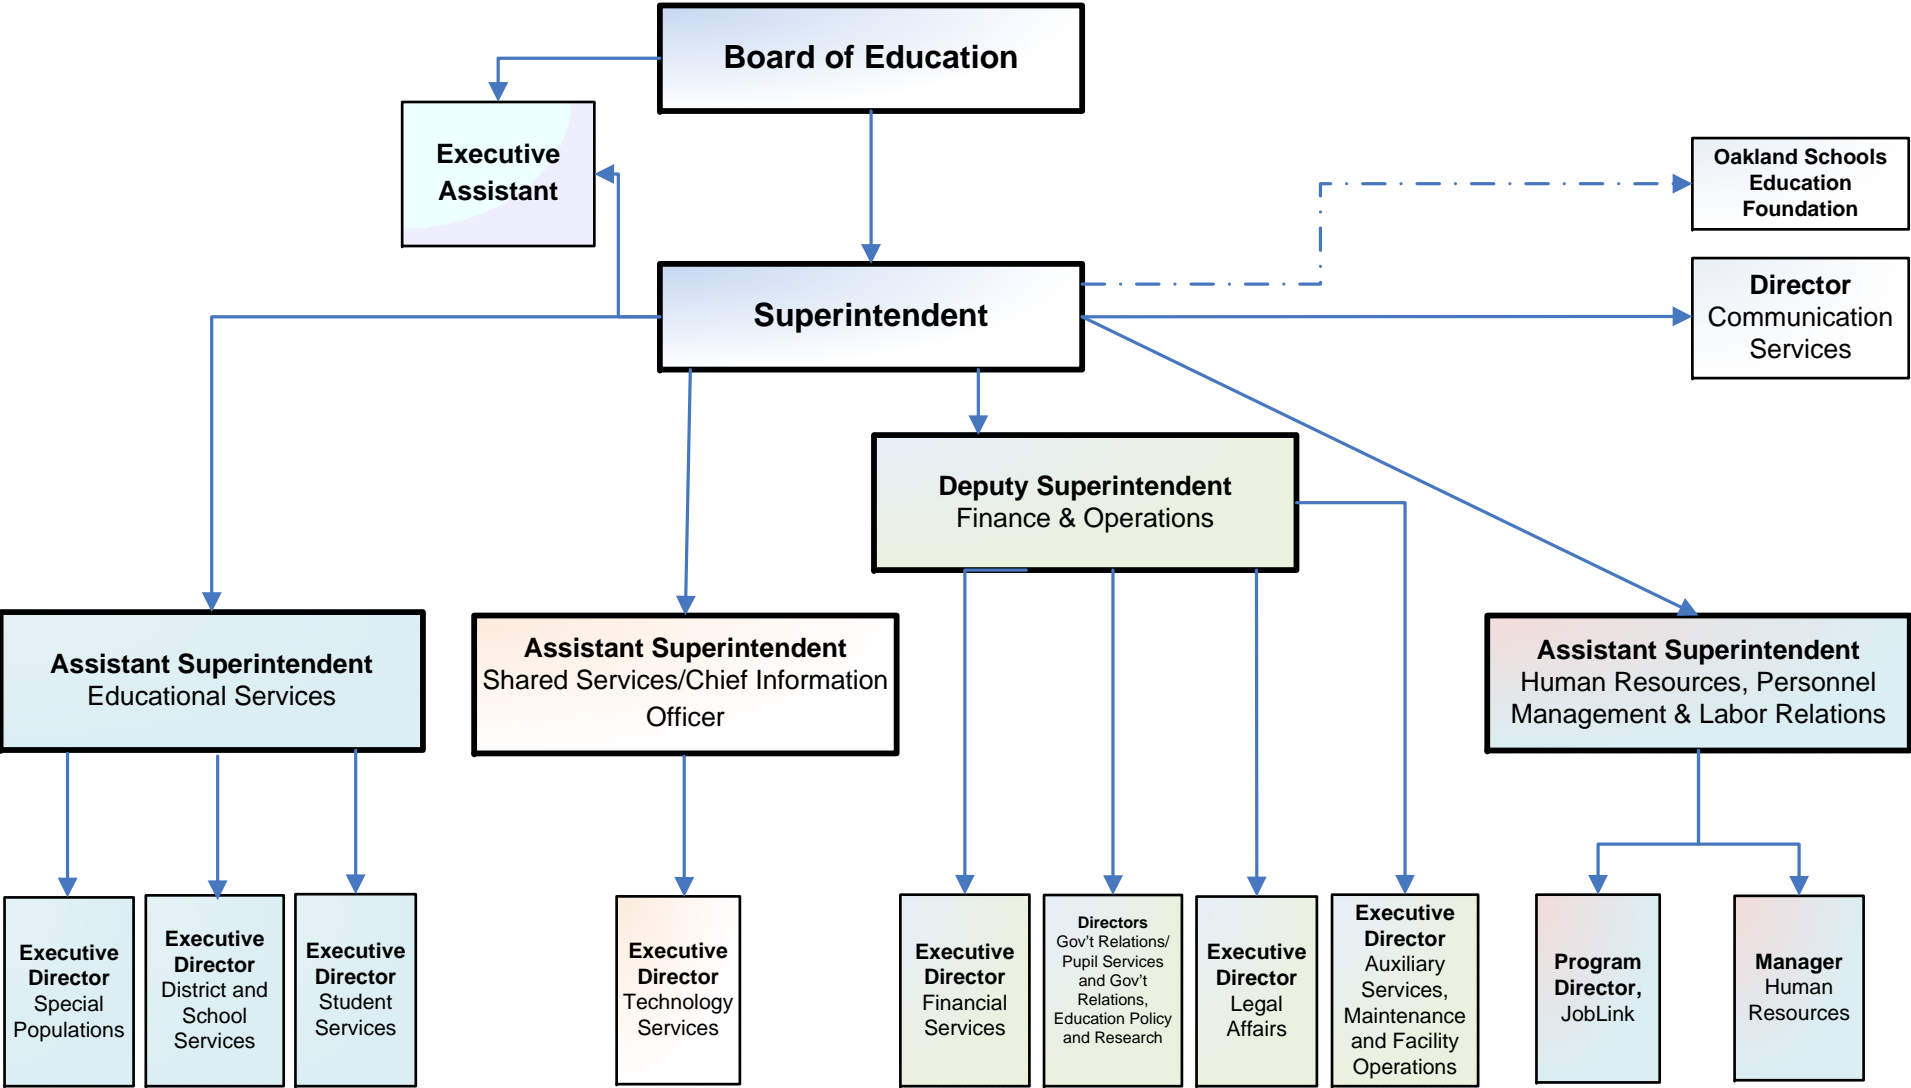 Board of Education
Executive
Assistant
Oakland Schools
Education
Foundation
Superintendent
Director
Communication
Services
Deputy Superintendent
Finance & Operations
Assistant Superintendent
Educational Services
Assistant Superintendent
Shared Services/Chief Information
Officer
Assistant Superintendent
Human Resources, Personnel
Management & Labor Relations
Executive
Director
Special
Populations
Executive
Director
District and
School
Services
Executive
Director
Student
Services
Executive
Director
Technology
Services
Executive
Director
Financial
Services
Directors
Gov’t Relations/
Pupil Services
and Gov’t
Relations,
Education Policy
and Research
Executive
Director
Legal
Affairs
Executive
Director
Auxiliary
Services,
Maintenance
and Facility
Operations
Program
Director,
JobLink
Manager
Human
Resources